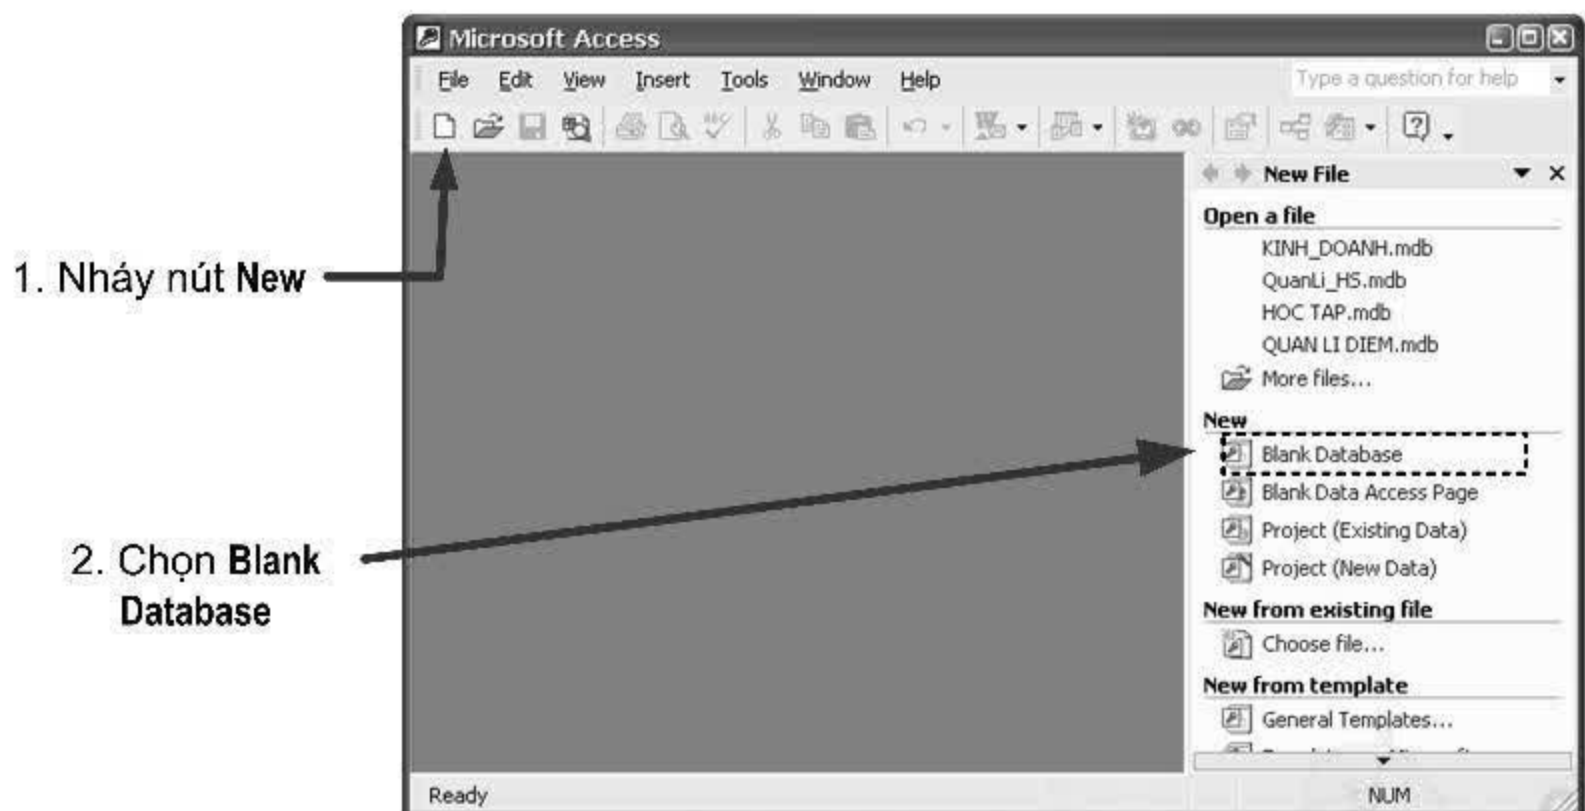 Microsoft Access
File Edit View Insert Tools Window Help
Type a question for help
New File
Open a file
KINH_DOANH.mdb
QuanLi_HS.mdb
HOC TAP.mdb
QUAN LI DIEM.mdb
More files...
New
Blank Database
Blank Data Access Page
Project (Existing Data)
Project (New Data)
New from existing file
Choose file...
New from template
General Templates...
Ready
NUM
1. Nháy nút New
2. Chọn Blank
Database